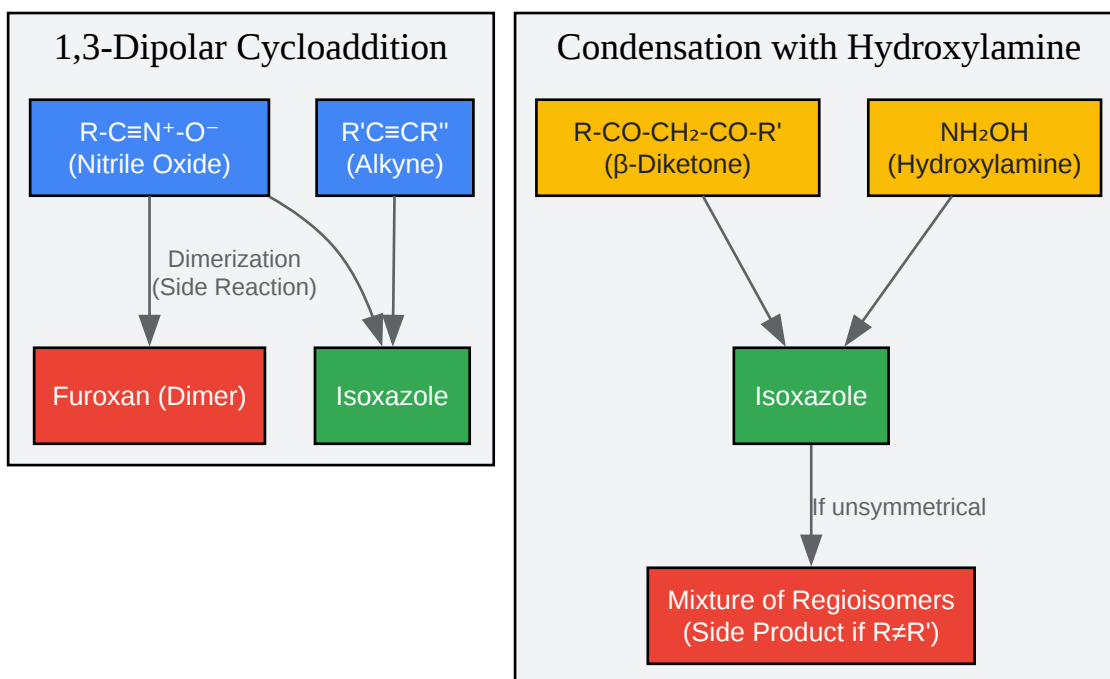 1,3-Dipolar Cycloaddition
R-C≡N⁺-O⁻
(Nitrile Oxide)
R'C≡CR"
(Alkyne)
Dimerization
(Side Reaction)
Furoxan (Dimer)
Isoxazole
Condensation with Hydroxylamine
R-CO-CH₂-CO-R'
(β-Diketone)
NH₂OH
(Hydroxylamine)
Isoxazole
If unsymmetrical
Mixture of Regioisomers
(Side Product if R≠R')